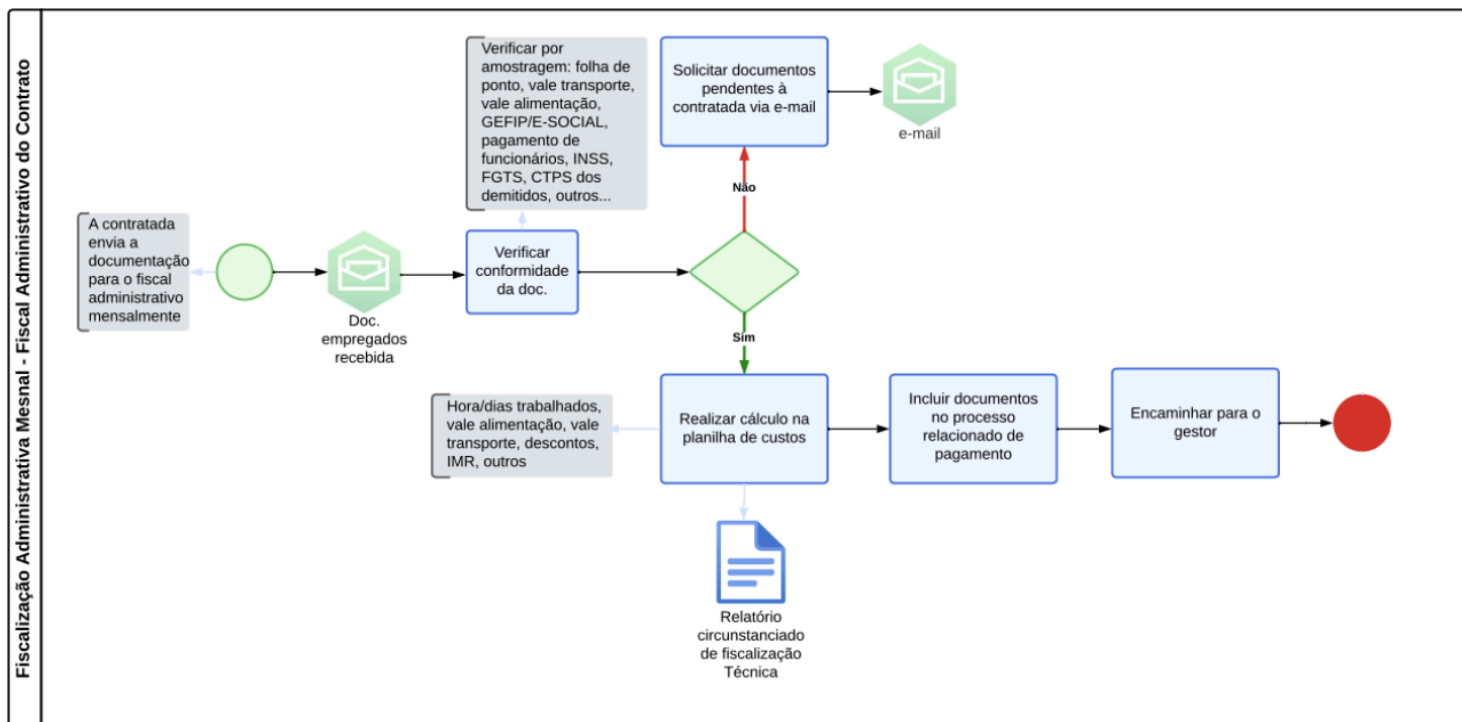 Fiscalização Administrativa Mesnal - Fiscal Administrativo do Contrato
A contratada
envia a
documentação
para o fiscal
administrativo
mensalmente
Doc.
empregados
recebida
Verificar por
amostragem: folha de
ponto, vale transporte,
vale alimentação,
GEFIP/E-SOCIAL,
pagamento de
funcionários, INSS,
FGTS, CTPS dos
demitidos, outros...
Verificar
conformidade
da doc.
Solicitar documentos
pendentes à
contratada via e-mail
e-mail
Não
Sim
Hora/dias trabalhados,
vale alimentação, vale
transporte, descontos,
IMR, outros
Realizar cálculo na
planilha de custos
Incluir documentos
no processo
relacionado de
pagamento
Encaminhar para o
gestor
Relatório
circunstanciado
de fiscalização
Técnica